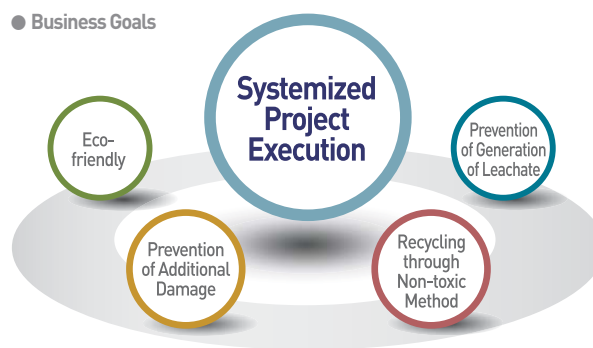 ● Business Goals
Systemized
Project
Execution
Eco-
friendly
Prevention
of Generation
of Leachate
Prevention
of Additional
Damage
Recycling
through
Non-toxic
Method